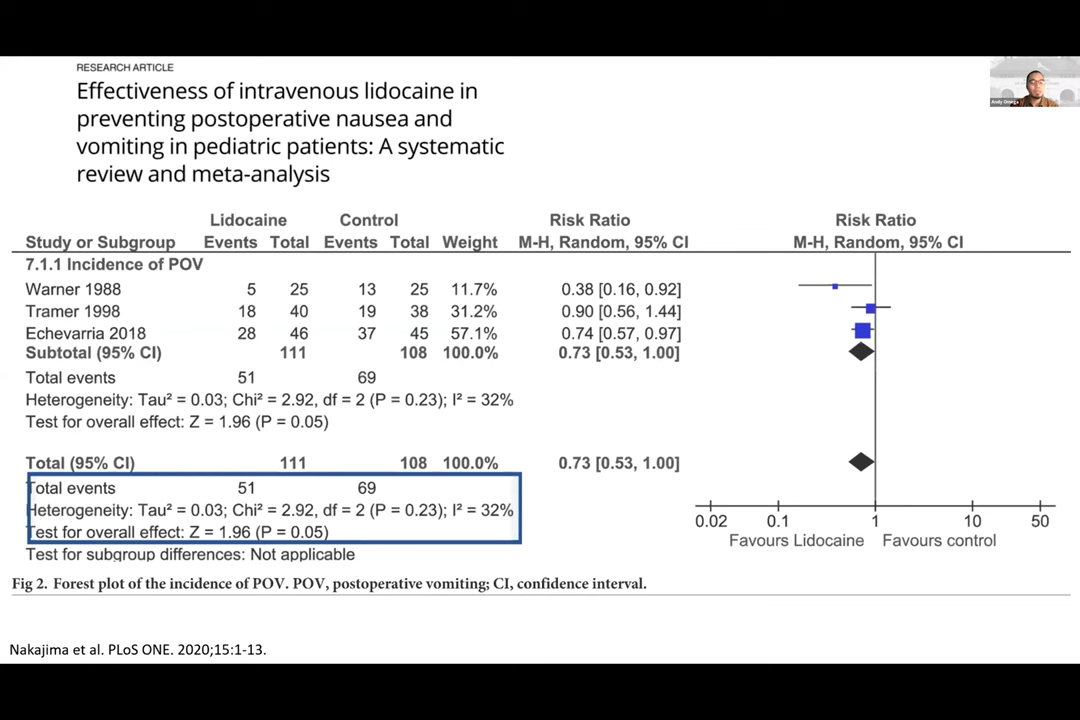 RESEARCH ARTICLE
Effectiveness of intravenous lidocaine in
preventing postoperative nausea and
vomiting in pediatric patients: A systematic
review and meta-analysis
Andy Omega
Lidocaine Control Risk Ratio Risk Ratio
Study or Subgroup Events Total Events Total Weight M-H, Random, 95% CI M-H, Random, 95% CI
7.1.1 Incidence of POV
Warner 1988 5 25 13 25 11.7% 0.38 [0.16, 0.92]
Tramer 1998 18 40 19 38 31.2% 0.90 [0.56, 1.44]
Echevarria 2018 28 46 37 45 57.1% 0.74 [0.57, 0.97]
Subtotal (95% CI) 111 108 100.0% 0.73 [0.53, 1.00]
Total events 51 69
Heterogeneity: Tau² = 0.03; Chi² = 2.92, df = 2 (P = 0.23); I² = 32%
Test for overall effect: Z = 1.96 (P = 0.05)
Total (95% CI) 111 108 100.0% 0.73 [0.53, 1.00]
Total events 51 69
Heterogeneity: Tau² = 0.03; Chi² = 2.92, df = 2 (P = 0.23); I² = 32%
Test for overall effect: Z = 1.96 (P = 0.05)
Test for subgroup differences: Not applicable
0.02 0.1 1 10 50
Favours Lidocaine Favours control
Fig 2. Forest plot of the incidence of POV. POV, postoperative vomiting; CI, confidence interval.
Nakajima et al. PLoS ONE. 2020;15:1-13.